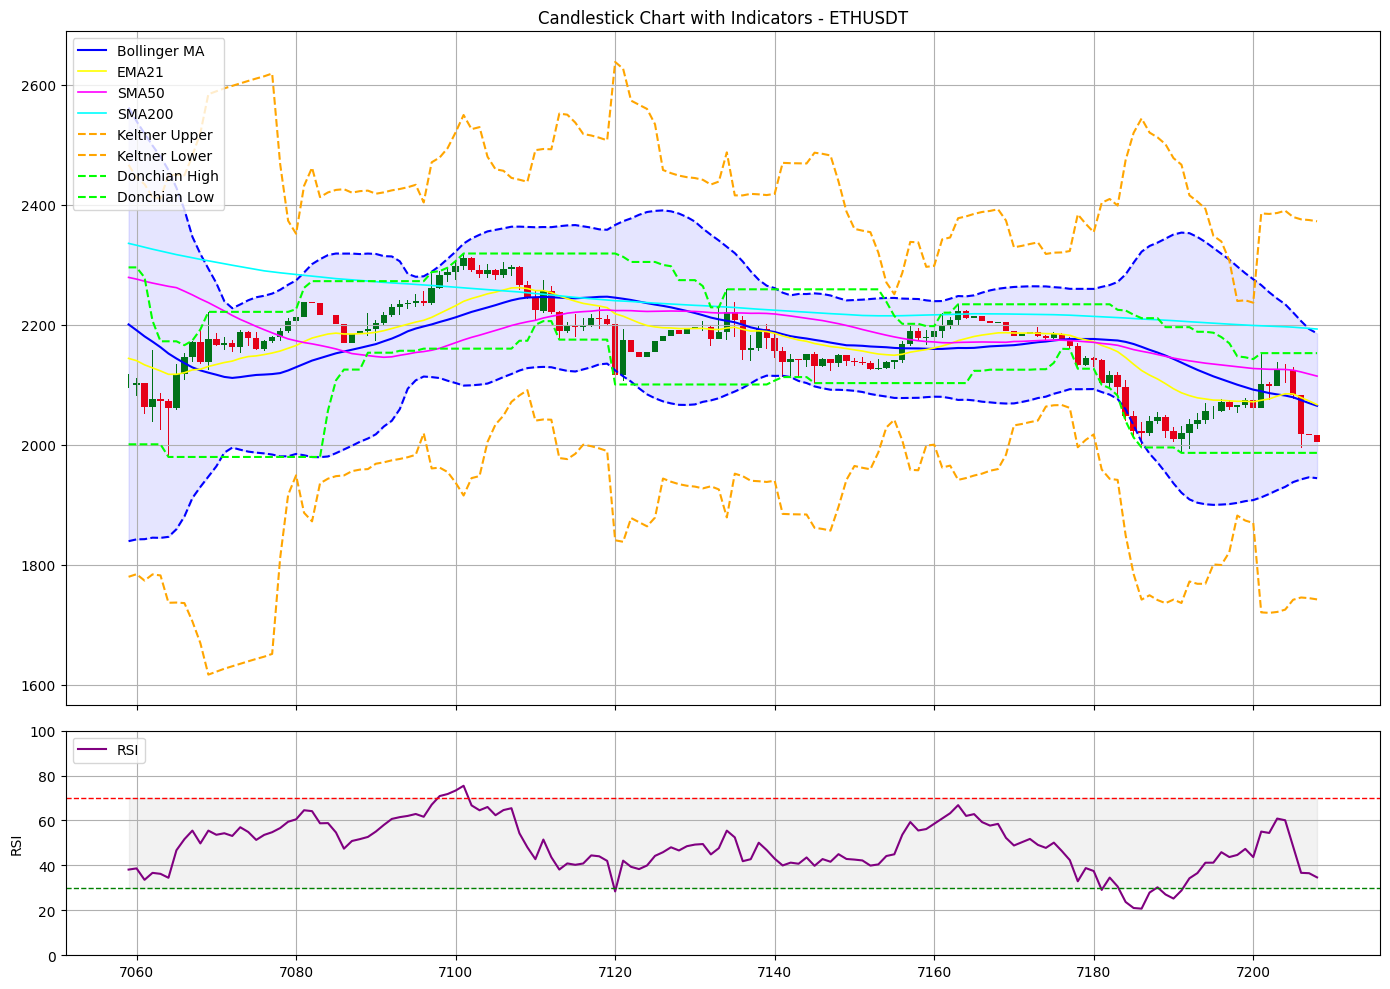 Candlestick Chart with Indicators - ETHUSDT
Bollinger MA
EMA21
SMA50
SMA200
Keltner Upper
Keltner Lower
Donchian High
Donchian Low
2600
2400
2200
2000
1800
1600
RSI
100
80
60
40
20
0
RSI
7060 7080 7100 7120 7140 7160 7180 7200